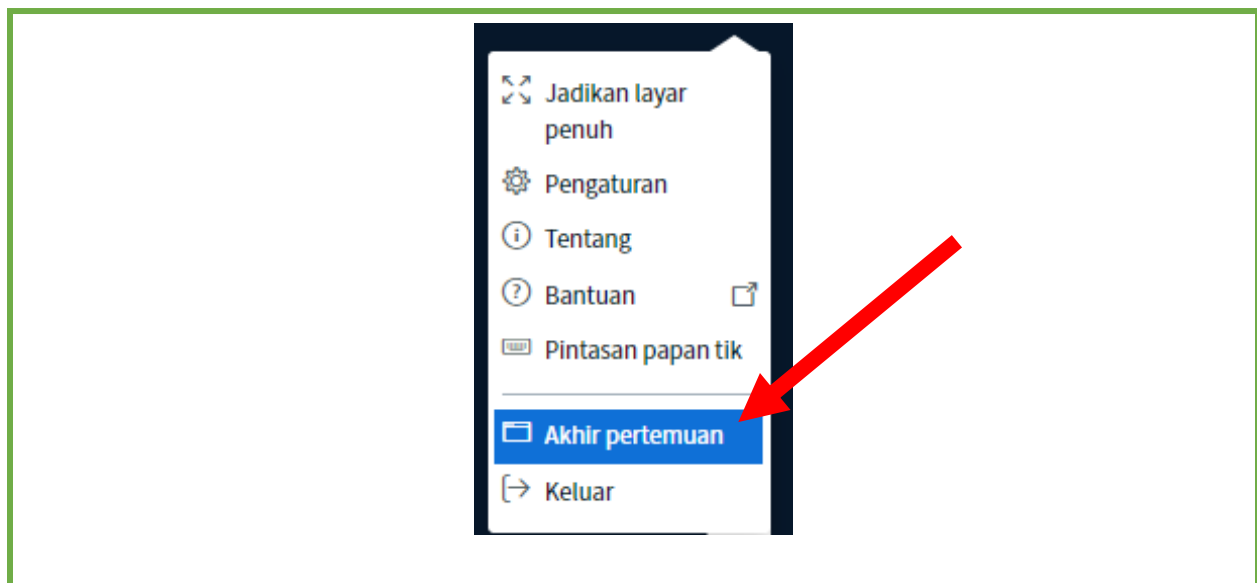 Jadikan layar
penuh
Pengaturan
Tentang
Bantuan
Pintasan papan tik
Akhir pertemuan
Keluar